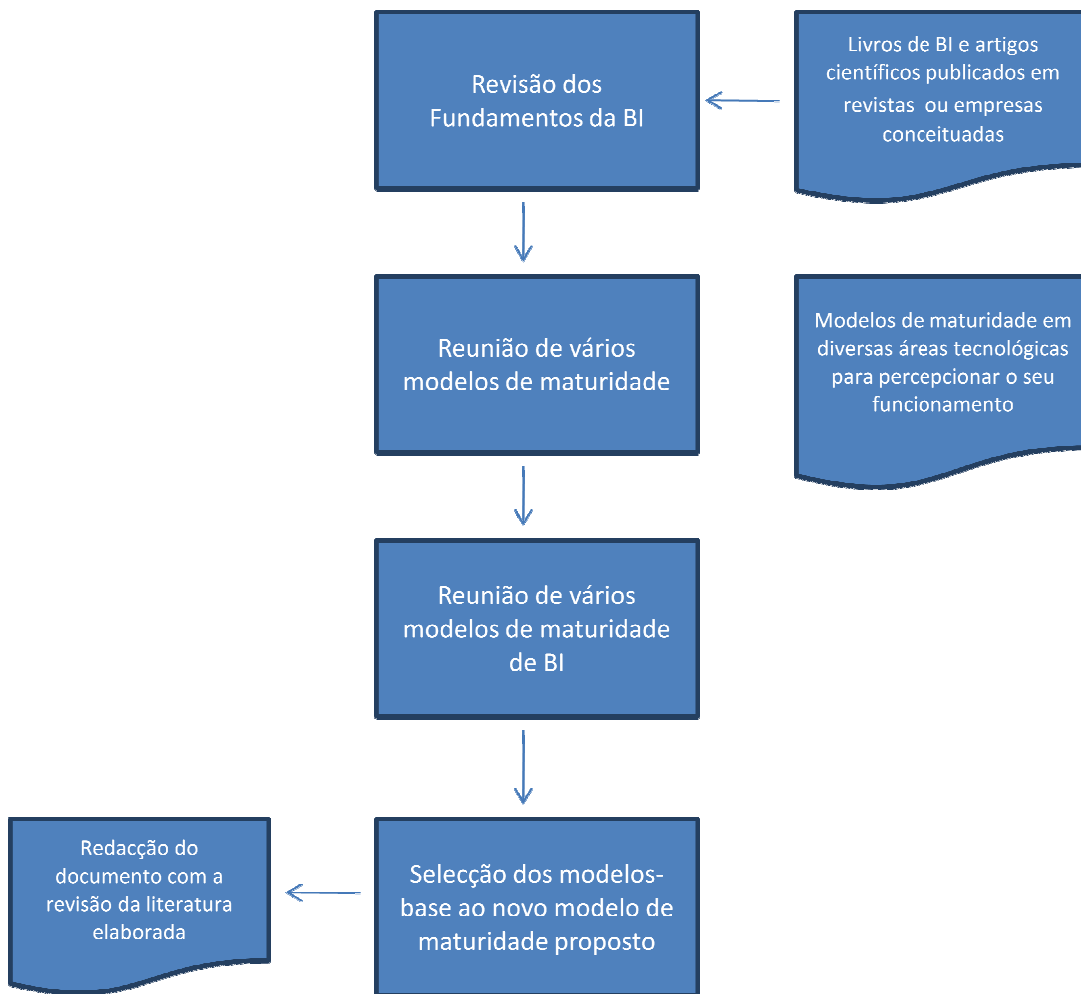 Revisão dos
Fundamentos da BI
Livros de BI e artigos
científicos publicados em
revistas ou empresas
conceituadas
Reunião de vários
modelos de maturidade
Modelos de maturidade em
diversas áreas tecnológicas
para percepcionar o seu
funcionamento
Reunião de vários
modelos de maturidade
de BI
Redacção do
documento com a
revisão da literatura
elaborada
Selecção dos modelos-
base ao novo modelo de
maturidade proposto